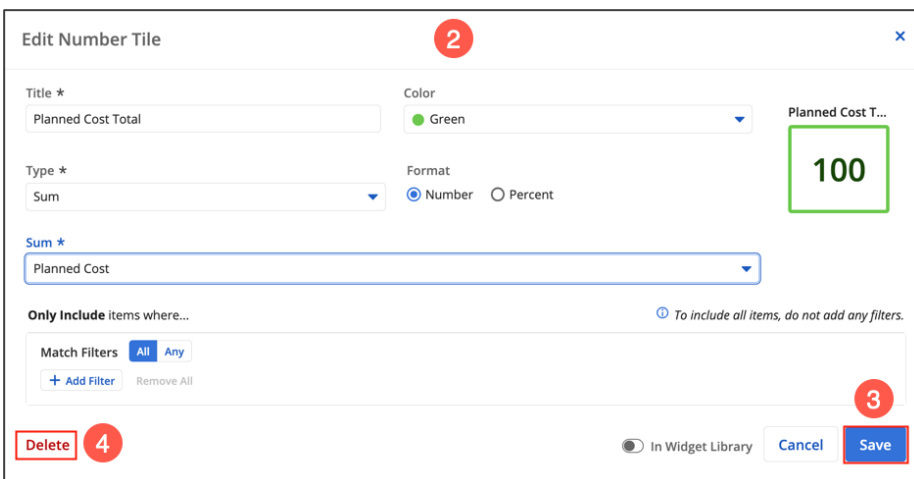 Edit Number Tile
2
×
Title *
Color
Planned Cost Total
Green
Planned Cost T...
100
Type *
Format
Sum
Number
Percent
Sum *
Planned Cost
Only Include items where...
To include all items, do not add any filters.
Match Filters All Any
+ Add Filter Remove All
3
Delete 4
In Widget Library Cancel Save